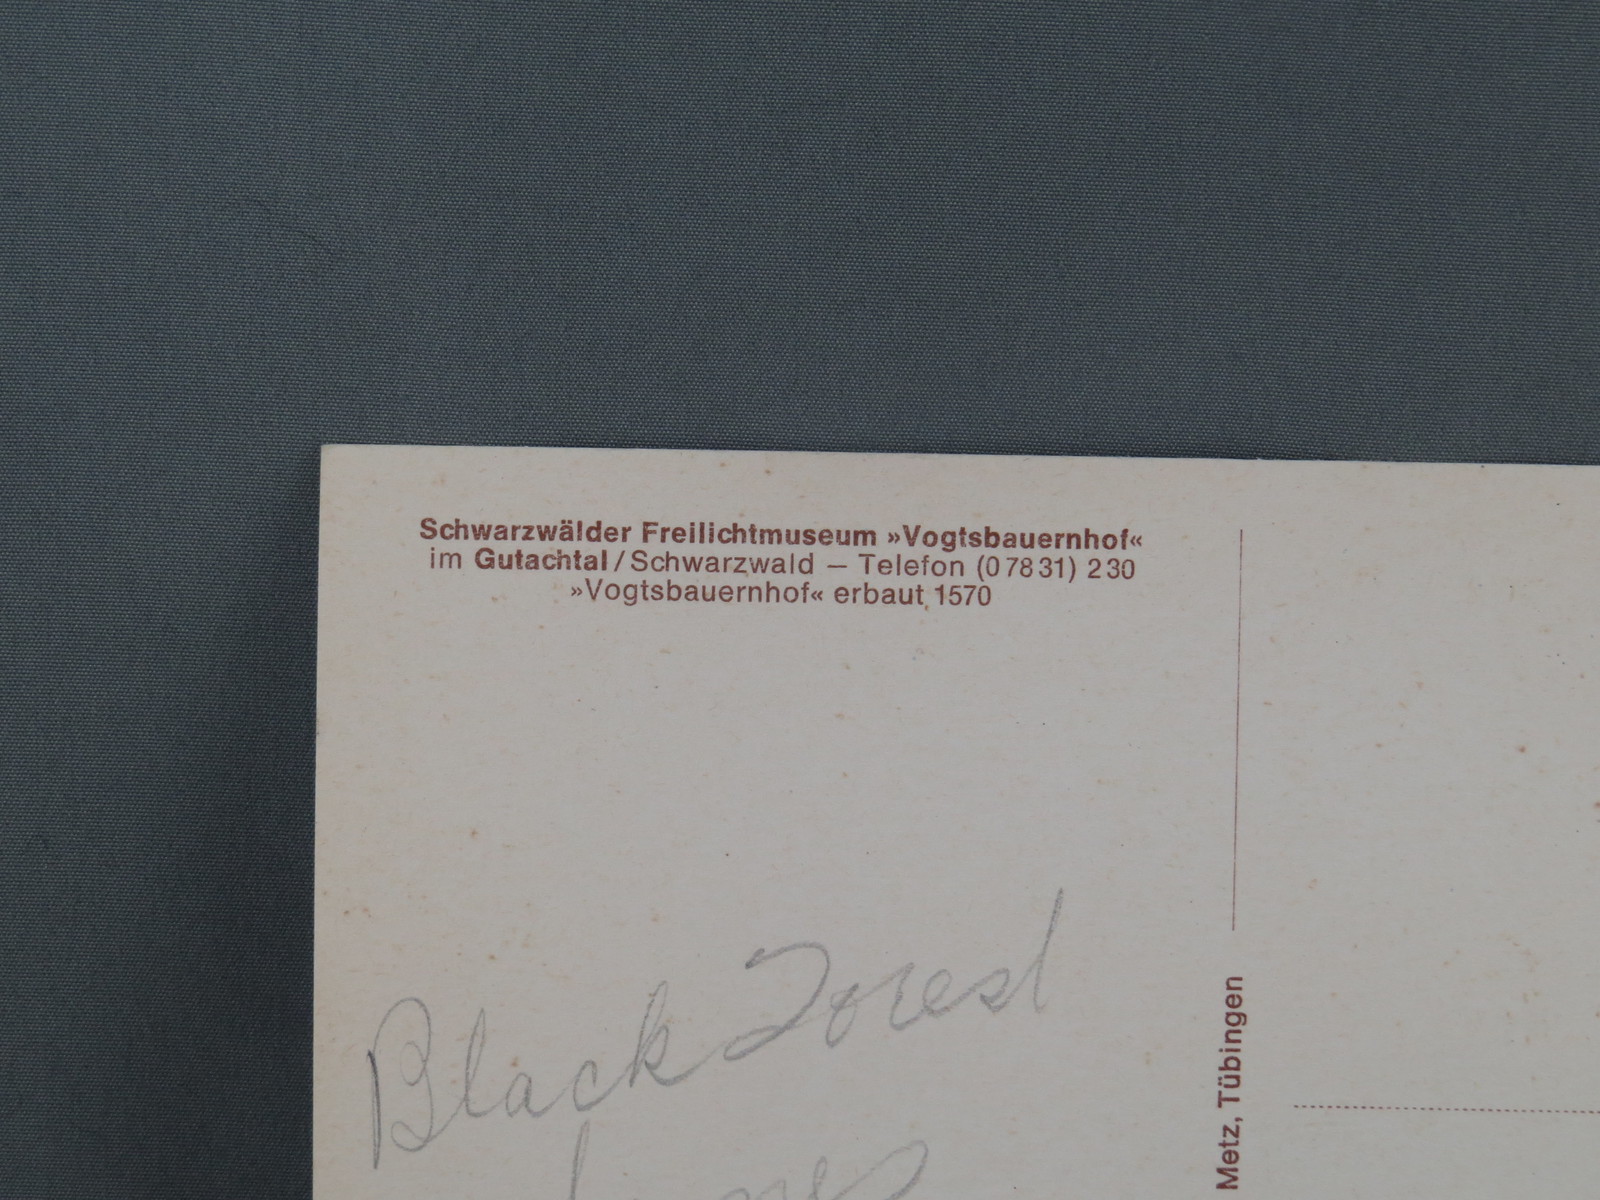 Schwarzwälder Freilichtmuseum »Vogtsbauernhof«
im Gutachtal/Schwarzwald – Telefon (07831) 230
»Vogtsbauernhof« erbaut 1570
Black Forest
Metz, Tübingen